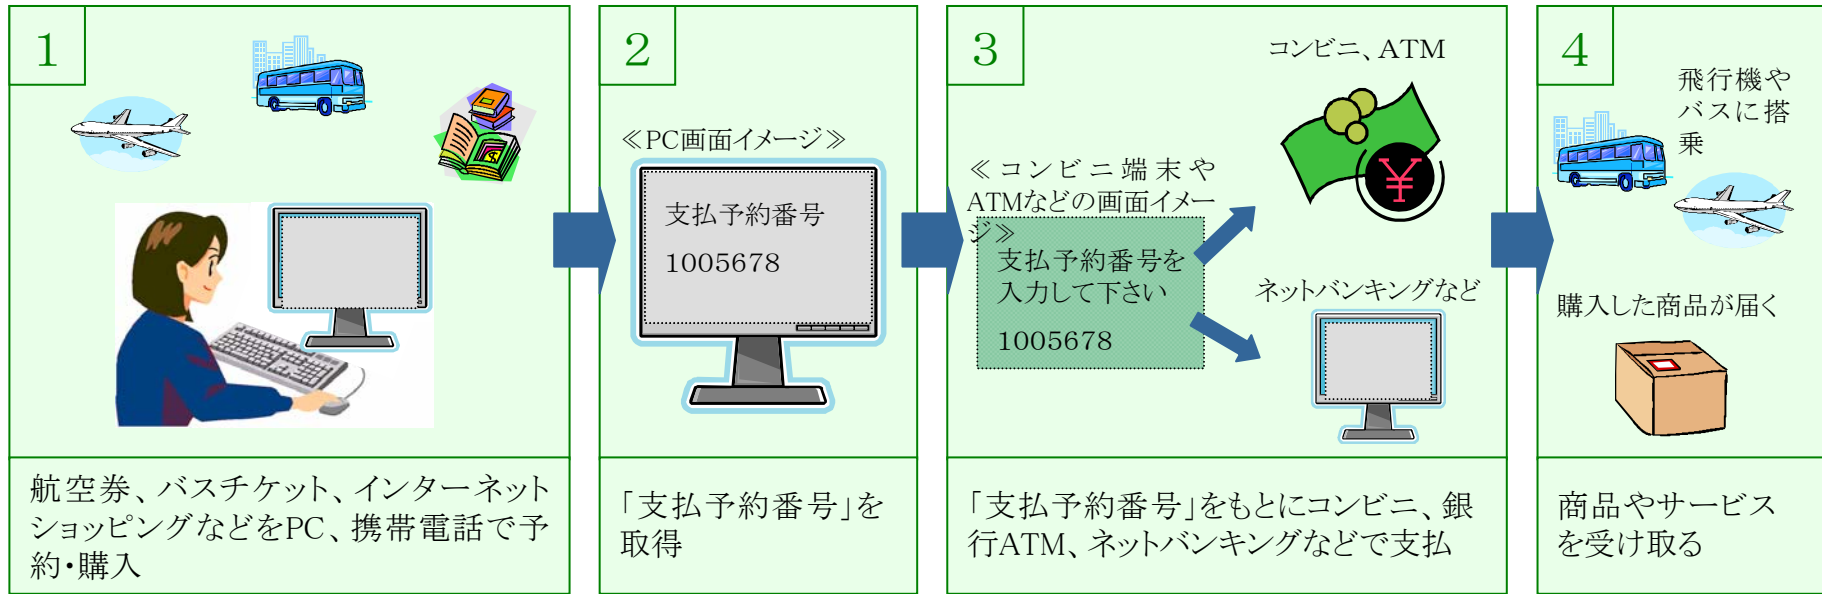 1
航空券、バスチケット、インターネット
ショッピングなどをPC、携帯電話で予
約・購入
2
≪PC画面イメージ≫
支払予約番号
1005678
「支払予約番号」を
取得
3
コンビニ、ATM
≪コンビニ端末や
ATMなどの画面イメー
ジ≫
支払予約番号を
入力して下さい
1005678
ネットバンキングなど
「支払予約番号」をもとにコンビニ、銀
行ATM、ネットバンキングなどで支払
4
飛行機や
バスに搭
乗
購入した商品が届く
商品やサービス
を受け取る